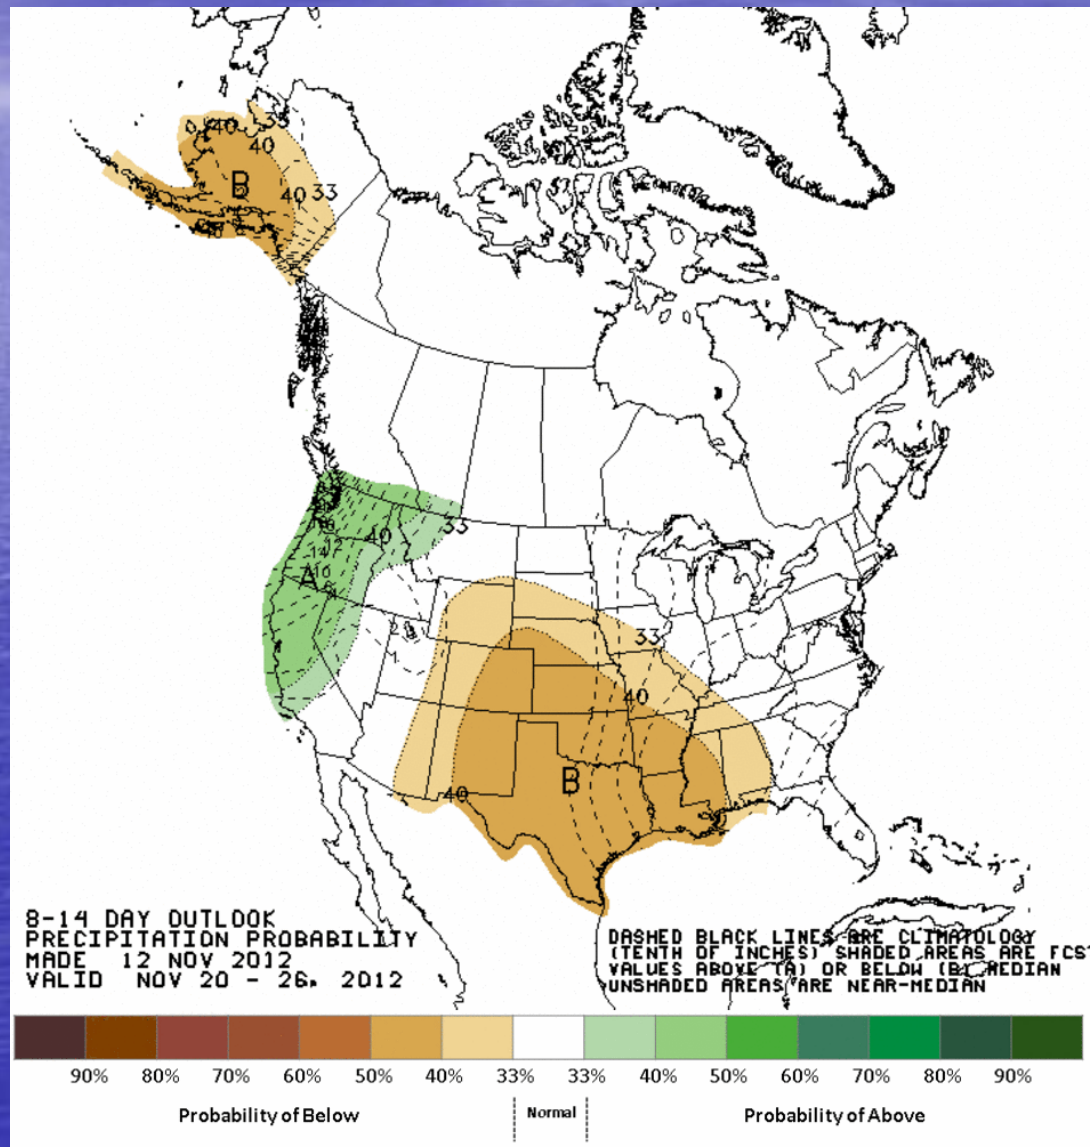 40
33
40
B
40
33
33
40
14
10
A
33
40
B
40
8-14 DAY OUTLOOK
PRECIPITATION PROBABILITY
MADE 12 NOV 2012
VALID NOV 20 - 26, 2012
DASHED BLACK LINES ARE CLIMATOLOGY
(TENTH OF INCHES) SHADED AREAS ARE FCST
VALUES ABOVE (A) OR BELOW (B) MEDIAN
UNSHADED AREAS ARE NEAR-MEDIAN
90% 80% 70% 60% 50% 40% 33% 33% 40% 50% 60% 70% 80% 90%
Probability of Below Normal Probability of Above